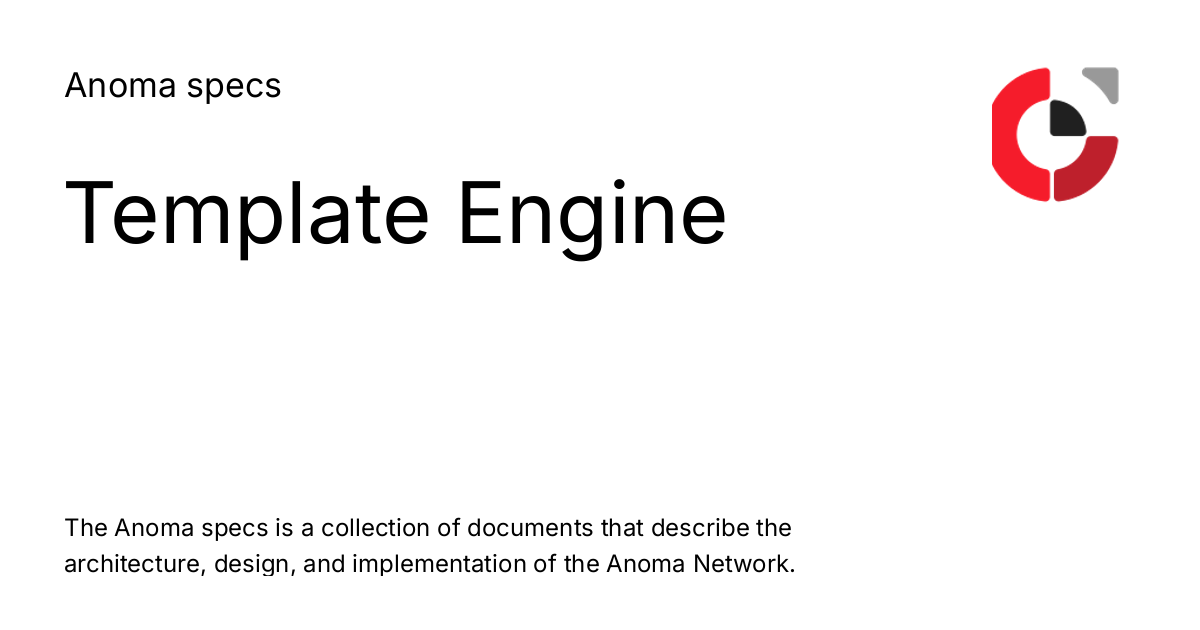 Anoma specs
Template Engine
The Anoma specs is a collection of documents that describe the
architecture, design, and implementation of the Anoma Network.